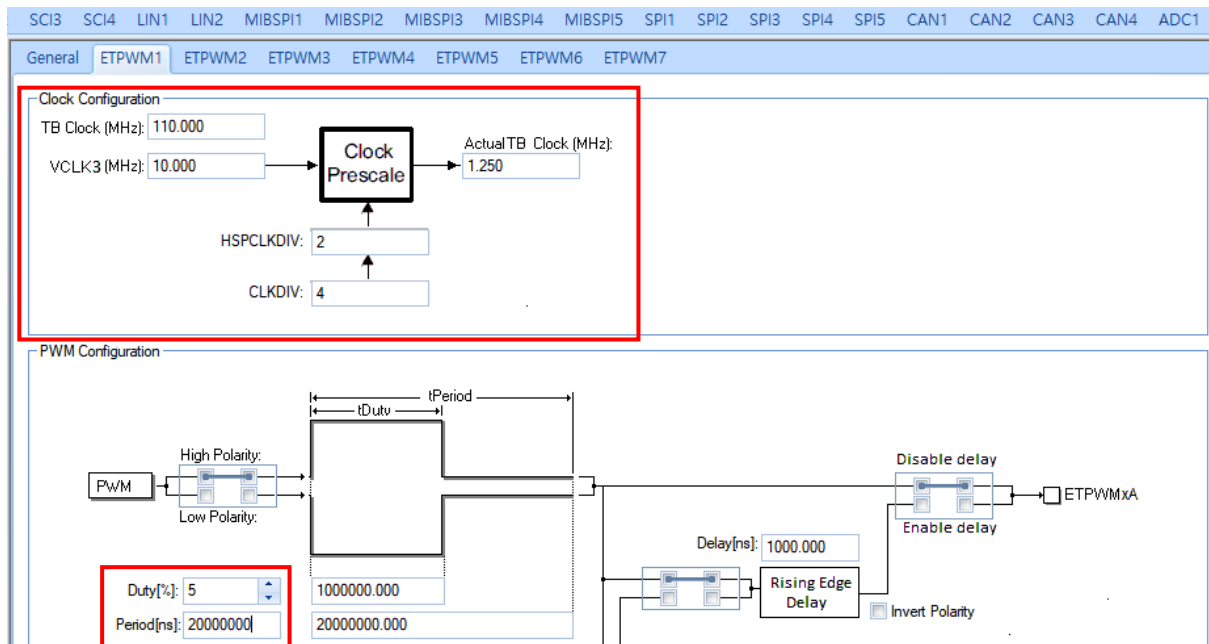 SCI3 SCI4 LIN1 LIN2 MIBSPI1 MIBSPI2 MIBSPI3 MIBSPI4 MIBSPI5 SPI1 SPI2 SPI3 SPI4 SPI5 CAN1 CAN2 CAN3 CAN4 ADC1
General ETPWM1 ETPWM2 ETPWM3 ETPWM4 ETPWM5 ETPWM6 ETPWM7
Clock Configuration
TB Clock (MHz): 110.000
VCLK3 (MHz): 10.000
Clock
Prescale
Actual TB Clock (MHz):
1.250
HSPCLKDIV: 2
CLKDIV: 4
PWM Configuration
tPeriod
tDuty
High Polarity:
PWM
Low Polarity:
Disable delay
ETPWMxA
Enable delay
Delay[ns]: 1000.000
Rising Edge
Delay
Invert Polarity
Duty[%]: 5 1000000.000
Period[ns]: 20000000 20000000.000